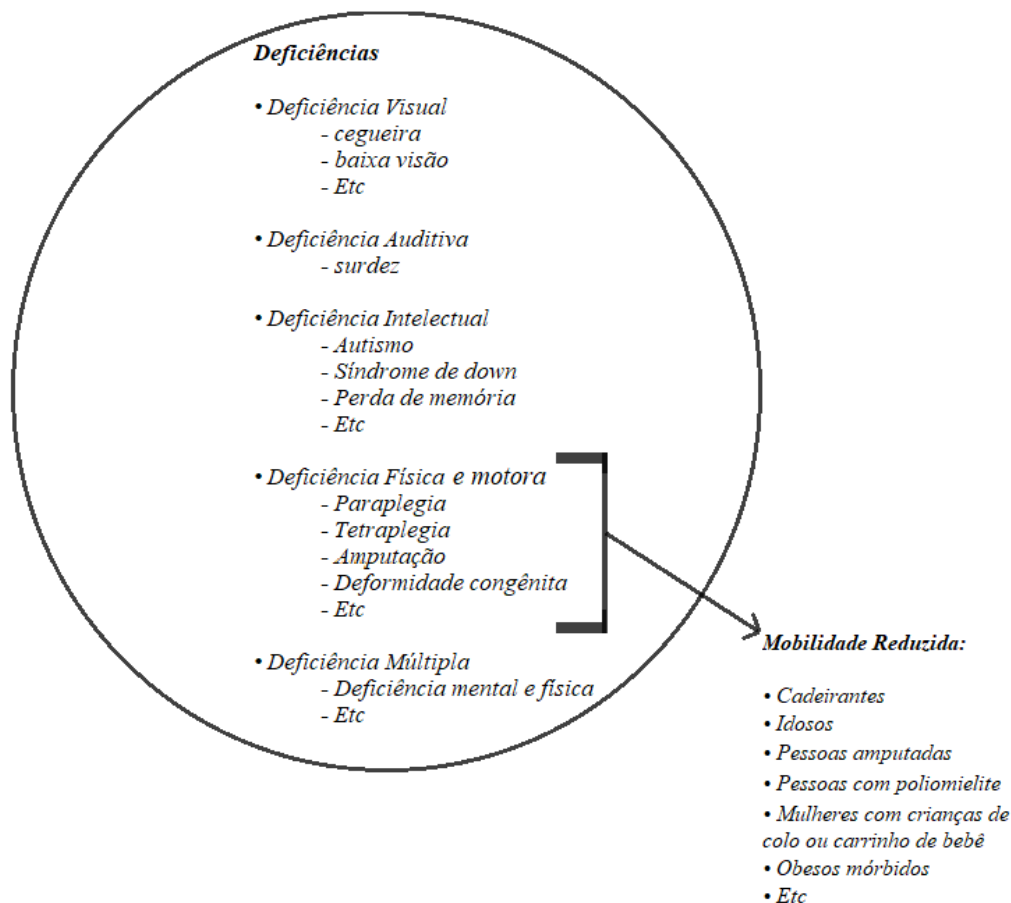 Deficiências
• Deficiência Visual
- cegueira
- baixa visão
- Etc
• Deficiência Auditiva
- surdez
• Deficiência Intelectual
- Autismo
- Síndrome de down
- Perda de memória
- Etc
• Deficiência Física e motora
- Paraplegia
- Tetraplegia
- Amputação
- Deformidade congênita
- Etc
• Deficiência Múltipla
- Deficiência mental e física
- Etc
Mobilidade Reduzida:
• Cadeirantes
• Idosos
• Pessoas amputadas
• Pessoas com poliomielite
• Mulheres com crianças de
colo ou carrinho de bebê
• Obesos mórbidos
• Etc